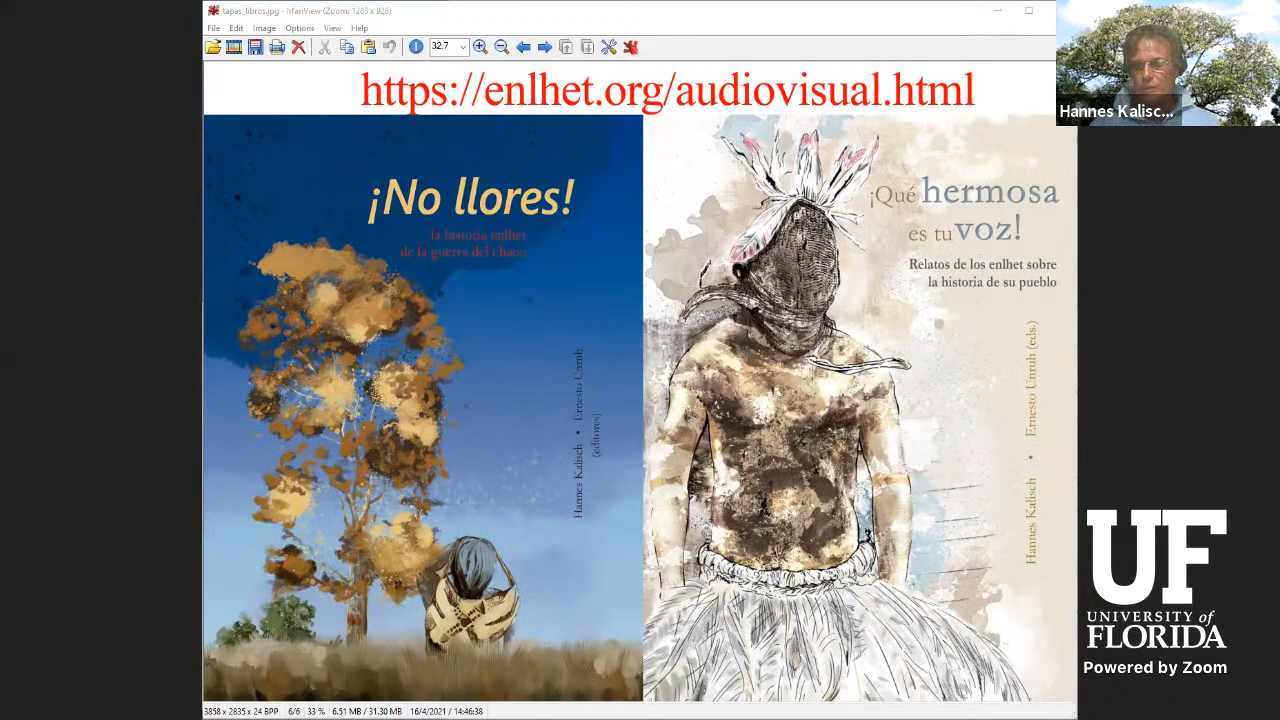 tapas_libros.jpg - IrfanView (Zoom: 1263 x 928)
File Edit Image Options View Help
32.7
https://enlhet.org/audiovisual.html
Hannes Kalisc...
¡No llores!
la historia enlhet
de la guerra del chaco
Hannes Kalisch • Ernesto Unruh
(editores)
¡Qué hermosa
es tu voz!
Relatos de los enlhet sobre
la historia de su pueblo
Hannes Kalisch • Ernesto Unruh (eds.)
UF
UNIVERSITY of
FLORIDA
Powered by Zoom
3858 x 2835 x 24 BPP 6/6 33 % 6.51 MB / 31.30 MB 16/4/2021 / 14:46:38